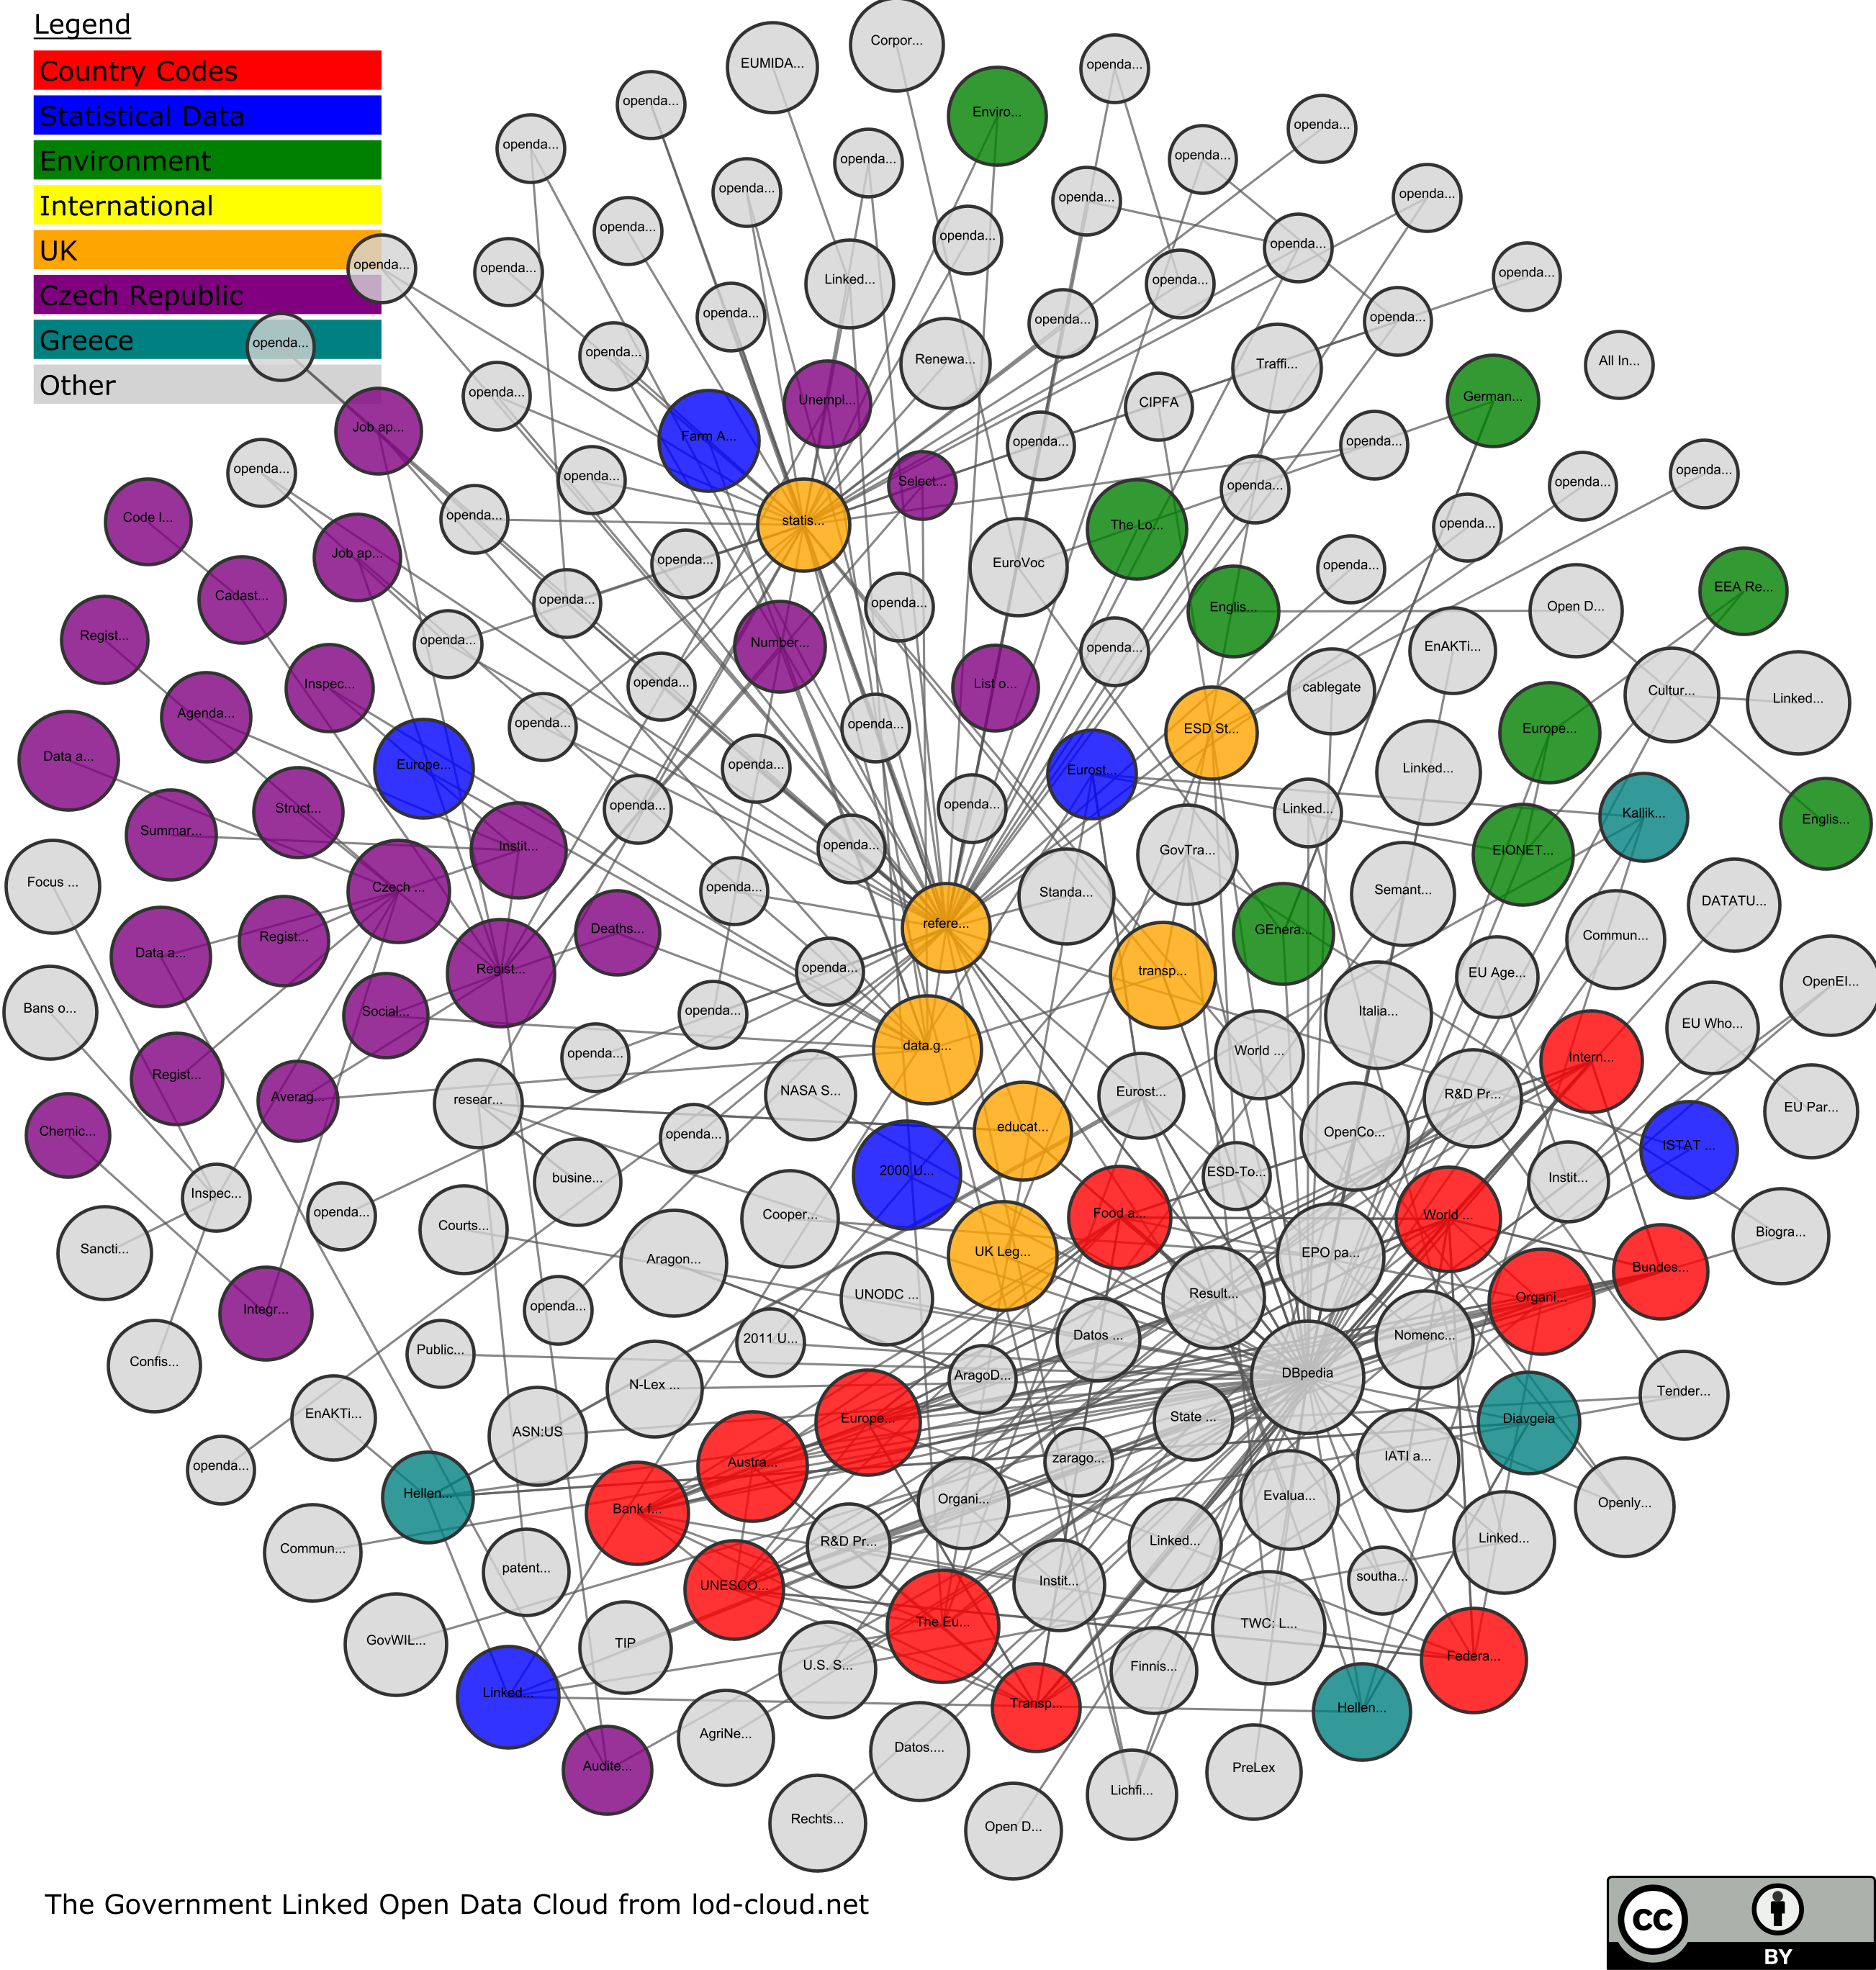 Legend
Country Codes
Statistical Data
Environment
International
UK
Czech Republic
Greece
Other
Corpor...
EUMIDA...
openda...
openda...
Enviro...
openda...
openda...
openda...
openda...
openda...
openda...
openda...
openda...
openda...
openda...
openda...
openda...
openda...
Linked...
openda...
openda...
openda...
openda...
openda...
openda...
openda...
Renewa...
Traffi...
All In...
openda...
Unempl...
CIPFA
German...
Job ap...
Farm A...
openda...
openda...
openda...
openda...
openda...
Select...
openda...
openda...
Code l...
openda...
statis...
The Lo...
openda...
Job ap...
openda...
EuroVoc
openda...
Cadast...
openda...
openda...
Englis...
Open D...
EEA Re...
Regist...
openda...
Number...
openda...
EnAKTi...
Inspec...
openda...
List o...
cablegate
Cultur...
Linked...
Agenda...
openda...
openda...
ESD St...
Europe...
Data a...
Europe...
openda...
Eurost...
Linked...
Struct...
openda...
openda...
Linked...
Kallik...
Englis...
Summar...
Instit...
openda...
GovTra...
EIONET...
Focus ...
Czech ...
openda...
Standa...
Semant...
DATATU...
Regist...
Deaths...
refere...
GEnera...
Commun...
Data a...
Regist...
openda...
transp...
EU Age...
OpenEI...
Bans o...
Social...
openda...
Italia...
EU Who...
openda...
data.g...
World ...
Intern...
Regist...
Averag...
resear...
NASA S...
Eurost...
R&D Pr...
EU Par...
Chemic...
openda...
educat...
OpenCo...
ISTAT ...
Inspec...
busine...
2000 U...
ESD-To...
Instit...
Sancti...
openda...
Courts...
Cooper...
Food a...
World ...
Biogra...
Aragon...
UK Leg...
EPO pa...
Bundes...
Integr...
openda...
UNODC ...
Result...
Organi...
Confis...
Public...
2011 U...
Datos ...
Nomenc...
N-Lex ...
AragoD...
DBpedia
Tender...
EnAKTi...
ASN:US
Europe...
State ...
Diavgeia
openda...
Austra...
zarago...
IATI a...
Hellen...
Bank f...
Organi...
Evalua...
Openly...
Commun...
patent...
R&D Pr...
Linked...
Linked...
UNESCO...
Instit...
southa...
GovWIL...
TIP
The Eu...
TWC: L...
U.S. S...
Finnis...
Federa...
Linked...
Transp...
Hellen...
AgriNe...
Datos....
Audite...
Lichfi...
PreLex
Rechts...
Open D...
The Government Linked Open Data Cloud from lod-cloud.net
cc
BY